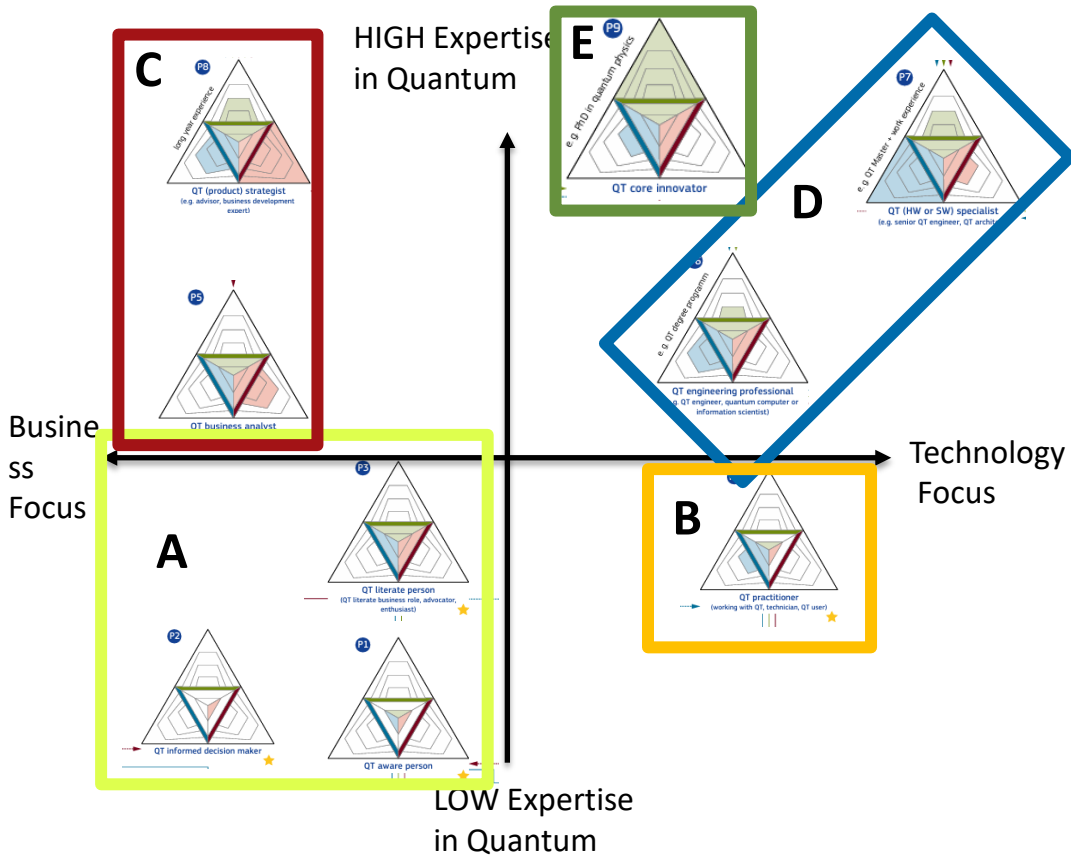 C
P8
long year experience
QT (product) strategist
(e.g. advisor, business development
expert)
HIGH Expertise
in Quantum
E
P9
e.g. PhD in quantum physics
QT core innovator
P7
e.g. QT Master + work experience
D
QT (HW or SW) specialist
(e.g. senior QT engineer, QT archit
P5
QT business analyst
e.g. QT degree programm
QT engineering professional
g. QT engineer, quantum computer or
information scientist)
Busine
ss
Focus
Technology
Focus
P3
A
QT literate person
(QT literate business role, advocator,
enthusiast)
B
QT practitioner
(working with QT, technician, QT user)
P2
QT informed decision maker
P1
QT aware person
LOW Expertise
in Quantum